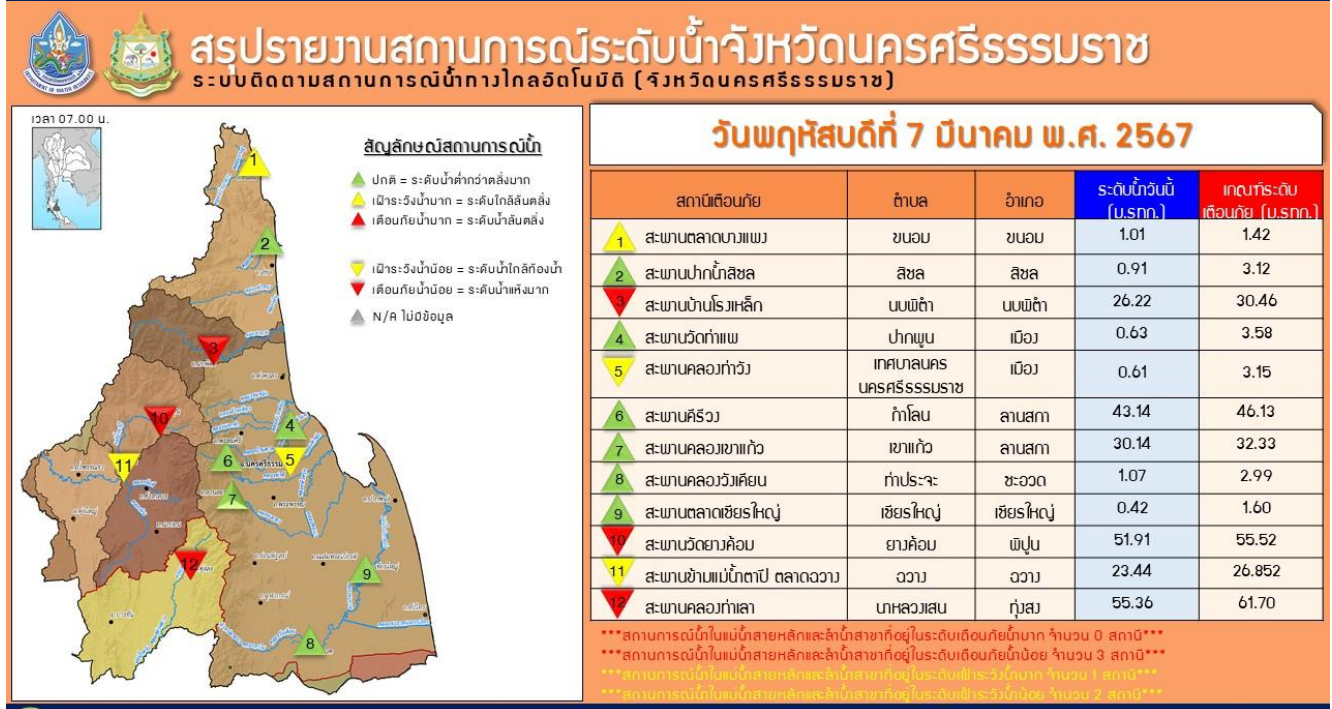 สรุปรายงานสถานการณ์ระดับน้ำจังหวัดนครศรีธรรมราช
ระบบติดตามสถานการณ์น้ำทางไกลอัตโนมัติ (จังหวัดนครศรีธรรมราช)
เวลา 07.00 น.
สัญลักษณ์สถานการณ์น้ำ
ปกติ = ระดับน้ำต่ำกว่าตลิ่งมาก
เฝ้าระวังน้ำมาก = ระดับใกล้ล้นตลิ่ง
เตือนภัยน้ำมาก = ระดับน้ำล้นตลิ่ง
เฝ้าระวังน้ำน้อย = ระดับน้ำใกล้ท้องน้ำ
เตือนภัยน้ำน้อย = ระดับน้ำแห้งมาก
N/A ไม่มีข้อมูล
1
2
3
10
4
11
6
5
7
12
9
8
วันพฤหัสบดีที่ 7 มีนาคม พ.ศ. 2567
สถานีเตือนภัย ตำบล อำเภอ ระดับน้ำวันนี้ (ม.รทก.) เกณฑ์ระดับเตือนภัย (ม.รทก.)
1 สะพานตลาดบางแพง ขนอม ขนอม 1.01 1.42
2 สะพานปากน้ำสิชล สิชล สิชล 0.91 3.12
3 สะพานบ้านโรงเหล็ก นบพิตำ นบพิตำ 26.22 30.46
4 สะพานวัดท่าแพ ปากพูน เมือง 0.63 3.58
5 สะพานคลองท่าวัง เทศบาลนครนครศรีธรรมราช เมือง 0.61 3.15
6 สะพานคีรีวง กำโลน ลานสกา 43.14 46.13
7 สะพานคลองเขาแก้ว เขาแก้ว ลานสกา 30.14 32.33
8 สะพานคลองวังเคียน ท่าประจะ ชะอวด 1.07 2.99
9 สะพานตลาดเชียรใหญ่ เชียรใหญ่ เชียรใหญ่ 0.42 1.60
10 สะพานวัดยางค้อม ยางค้อม พิปูน 51.91 55.52
11 สะพานข้ามแม่น้ำตาปี ตลาดฉวาง ฉวาง ฉวาง 23.44 26.852
12 สะพานคลองท่าเลา นาหลวงเสน ทุ่งสง 55.36 61.70
***สถานการณ์น้ำในแม่น้ำสายหลักและลำน้ำสาขาที่อยู่ในระดับเตือนภัยน้ำมาก จำนวน 0 สถานี***
***สถานการณ์น้ำในแม่น้ำสายหลักและลำน้ำสาขาที่อยู่ในระดับเตือนภัยน้ำน้อย จำนวน 3 สถานี***
***สถานการณ์น้ำในแม่น้ำสายหลักและลำน้ำสาขาที่อยู่ในระดับเฝ้าระวังน้ำมาก จำนวน 1 สถานี***
***สถานการณ์น้ำในแม่น้ำสายหลักและลำน้ำสาขาที่อยู่ในระดับเฝ้าระวังน้ำน้อย จำนวน 2 สถานี***